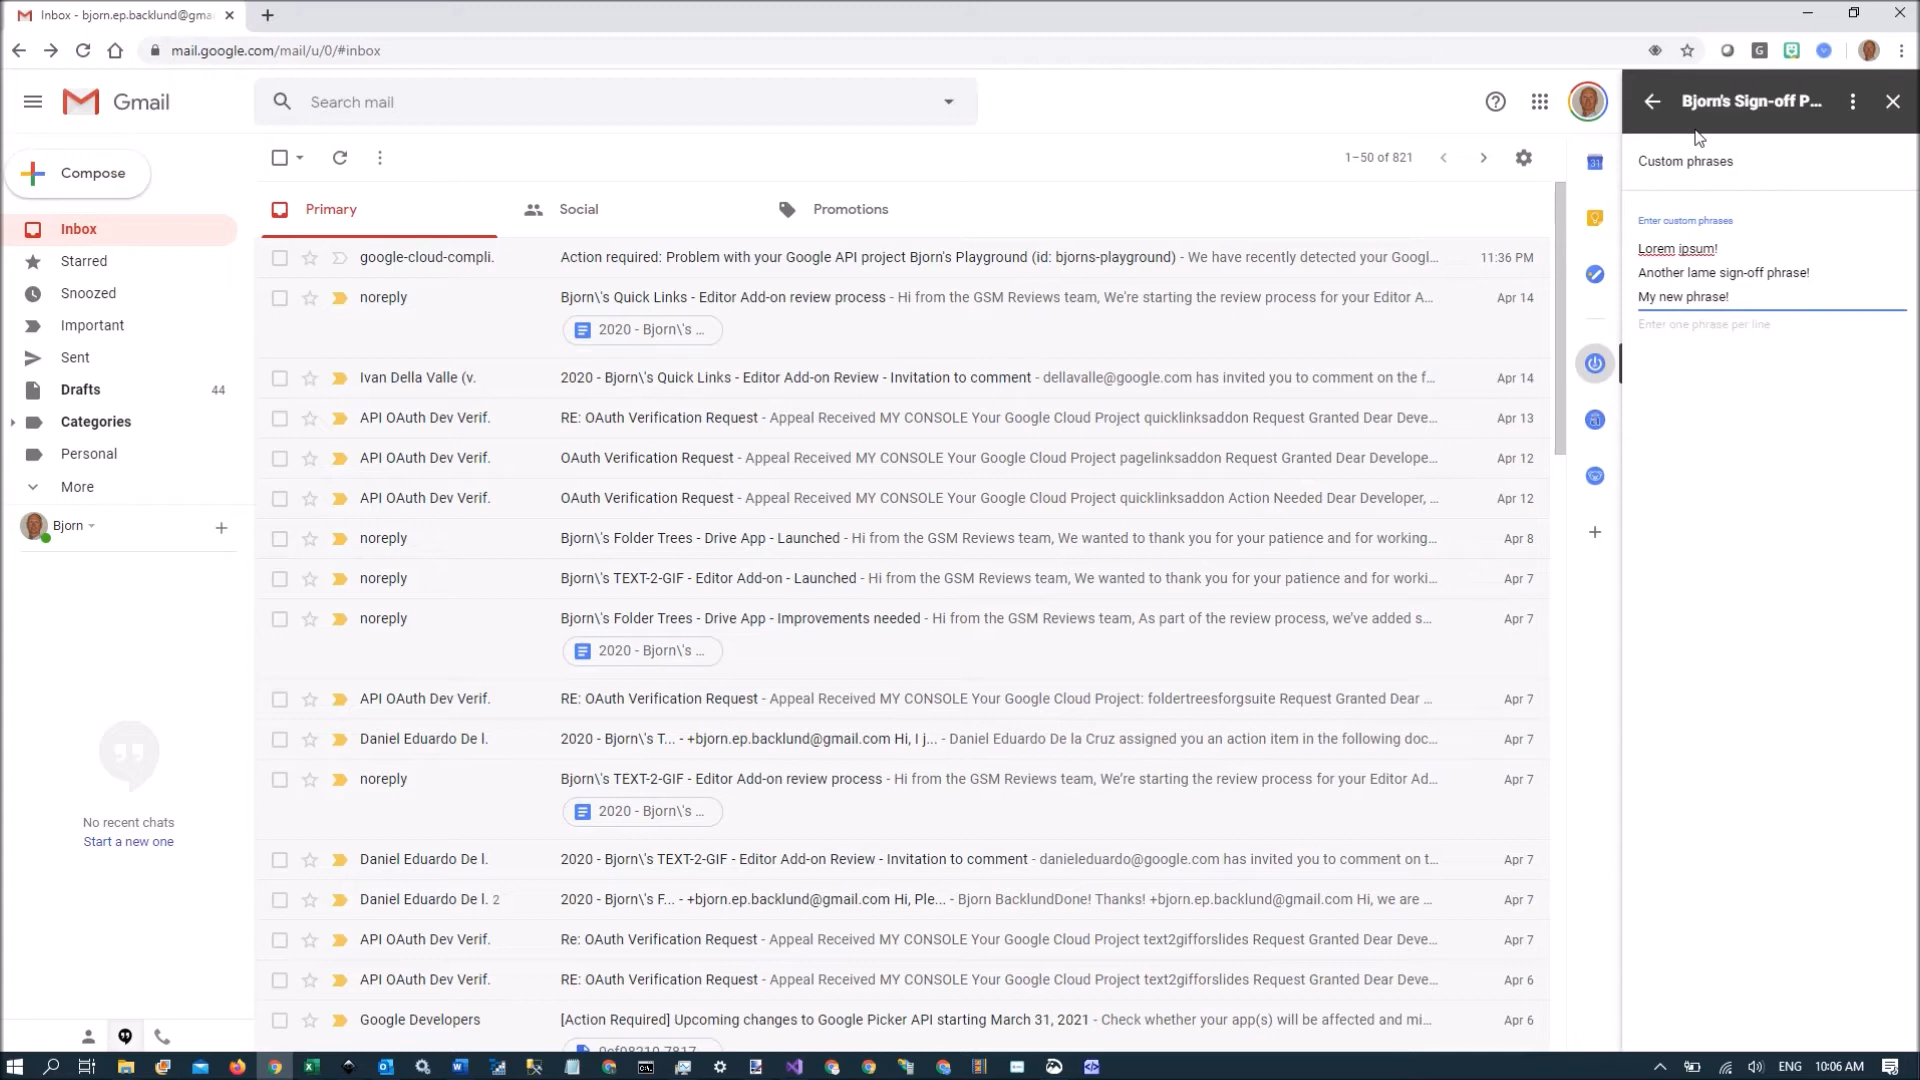 Inbox - bjorn.ep.backlund@gma
mail.google.com/mail/u/0/#inbox
Gmail
Search mail
Bjorn's Sign-off P...
Compose
1–50 of 821
Custom phrases
Inbox
Starred
Snoozed
Important
Sent
Drafts 44
Categories
Personal
More
Bjorn
No recent chats
Start a new one
Primary
Social
Promotions
google-cloud-compli. Action required: Problem with your Google API project Bjorn's Playground (id: bjorns-playground) - We have recently detected your Googl... 11:36 PM
noreply Bjorn\'s Quick Links - Editor Add-on review process - Hi from the GSM Reviews team, We're starting the review process for your Editor A... Apr 14
2020 - Bjorn\'s ...
Ivan Della Valle (v. 2020 - Bjorn\'s Quick Links - Editor Add-on Review - Invitation to comment - dellavalle@google.com has invited you to comment on the f... Apr 14
API OAuth Dev Verif. RE: OAuth Verification Request - Appeal Received MY CONSOLE Your Google Cloud Project quicklinksaddon Request Granted Dear Deve... Apr 13
API OAuth Dev Verif. OAuth Verification Request - Appeal Received MY CONSOLE Your Google Cloud Project pagelinksaddon Request Granted Dear Develope... Apr 12
API OAuth Dev Verif. OAuth Verification Request - Appeal Received MY CONSOLE Your Google Cloud Project quicklinksaddon Action Needed Dear Developer, ... Apr 12
noreply Bjorn\'s Folder Trees - Drive App - Launched - Hi from the GSM Reviews team, We wanted to thank you for your patience and for working... Apr 8
noreply Bjorn\'s TEXT-2-GIF - Editor Add-on - Launched - Hi from the GSM Reviews team, We wanted to thank you for your patience and for worki... Apr 7
noreply Bjorn\'s Folder Trees - Drive App - Improvements needed - Hi from the GSM Reviews team, As part of the review process, we've added s... Apr 7
2020 - Bjorn\'s ...
API OAuth Dev Verif. RE: OAuth Verification Request - Appeal Received MY CONSOLE Your Google Cloud Project: foldertreesforgsuite Request Granted Dear ... Apr 7
Daniel Eduardo De l. 2020 - Bjorn\'s T... - +bjorn.ep.backlund@gmail.com Hi, I j... - Daniel Eduardo De la Cruz assigned you an action item in the following doc... Apr 7
noreply Bjorn\'s TEXT-2-GIF - Editor Add-on review process - Hi from the GSM Reviews team, We're starting the review process for your Editor Ad... Apr 7
2020 - Bjorn\'s ...
Daniel Eduardo De l. 2020 - Bjorn\'s TEXT-2-GIF - Editor Add-on Review - Invitation to comment - danieleduardo@google.com has invited you to comment on t... Apr 7
Daniel Eduardo De l. 2 2020 - Bjorn\'s F... - +bjorn.ep.backlund@gmail.com Hi, Ple... - Bjorn BacklundDone! Thanks! +bjorn.ep.backlund@gmail.com Hi, we are ... Apr 7
API OAuth Dev Verif. Re: OAuth Verification Request - Appeal Received MY CONSOLE Your Google Cloud Project text2gifforslides Request Granted Dear Deve... Apr 7
API OAuth Dev Verif. RE: OAuth Verification Request - Appeal Received MY CONSOLE Your Google Cloud Project text2gifforslides Request Granted Dear Deve... Apr 6
Google Developers [Action Required] Upcoming changes to Google Picker API starting March 31, 2021 - Check whether your app(s) will be affected and mi... Apr 6
Enter custom phrases
Lorem ipsum!
Another lame sign-off phrase!
My new phrase!
Enter one phrase per line
31
ENG 10:06 AM